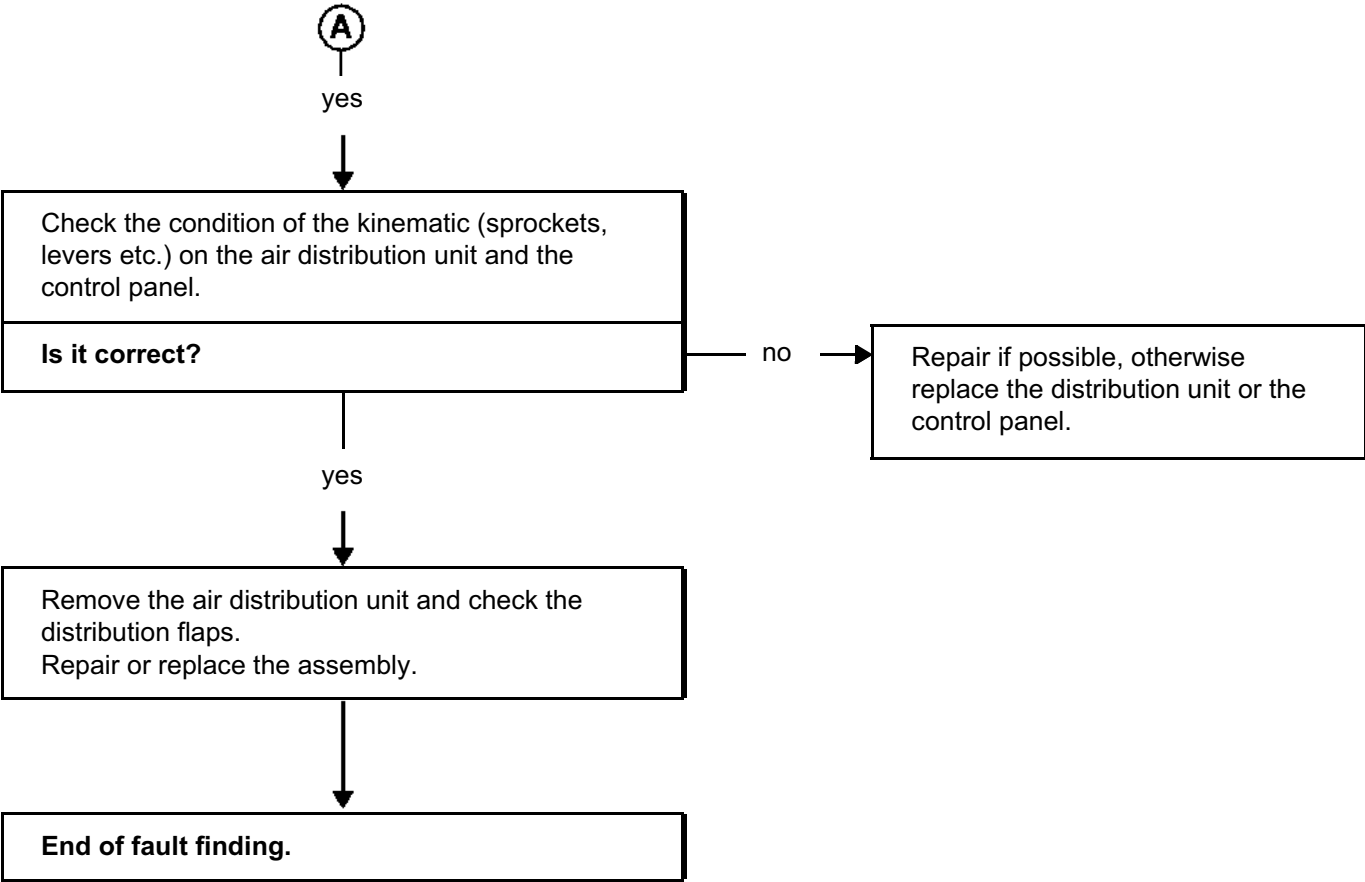 A
yes
Check the condition of the kinematic (sprockets,
levers etc.) on the air distribution unit and the
control panel.
Is it correct?
no
Repair if possible, otherwise
replace the distribution unit or the
control panel.
yes
Remove the air distribution unit and check the
distribution flaps.
Repair or replace the assembly.
End of fault finding.